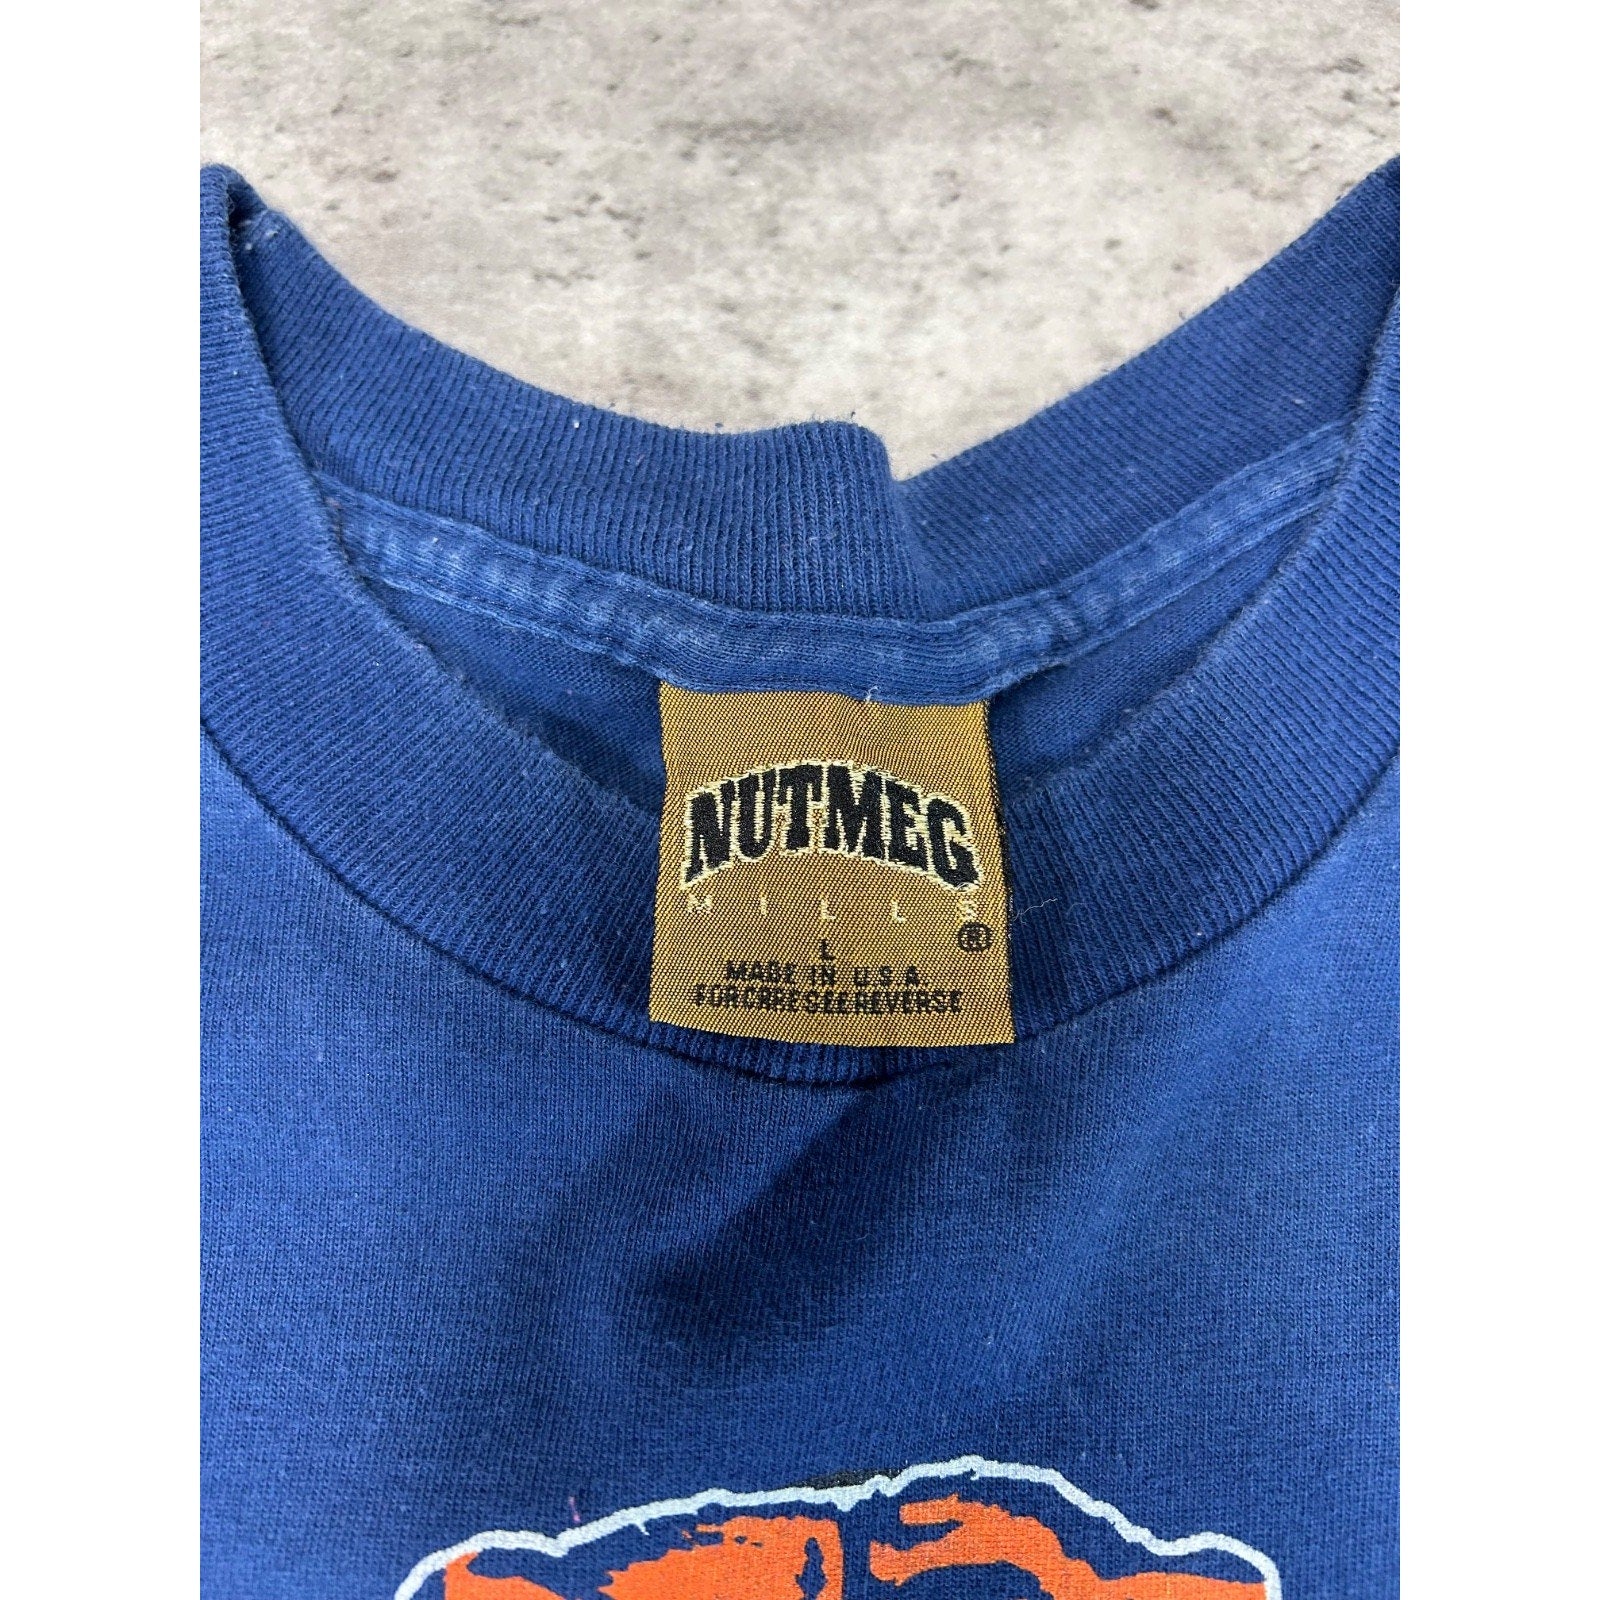 NUTMEG
MILLS
®
L
MADE IN U.S.A.
FOR CARE SEE REVERSE